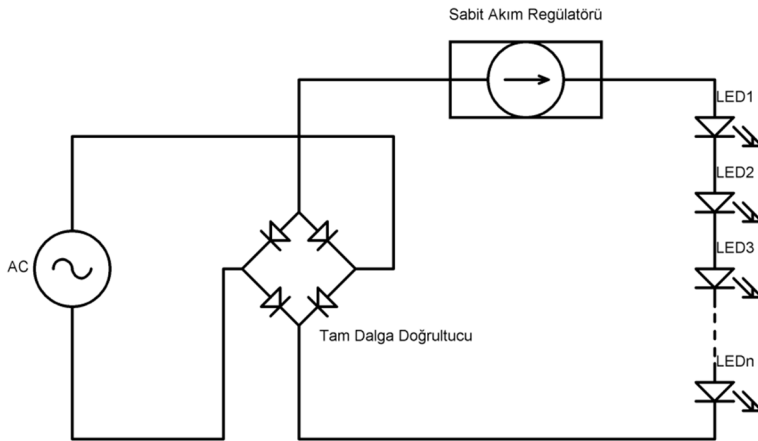 Sabit Akım Regülatörü
LED1
LED2
AC
LED3
Tam Dalga Doğrultucu
LEDn